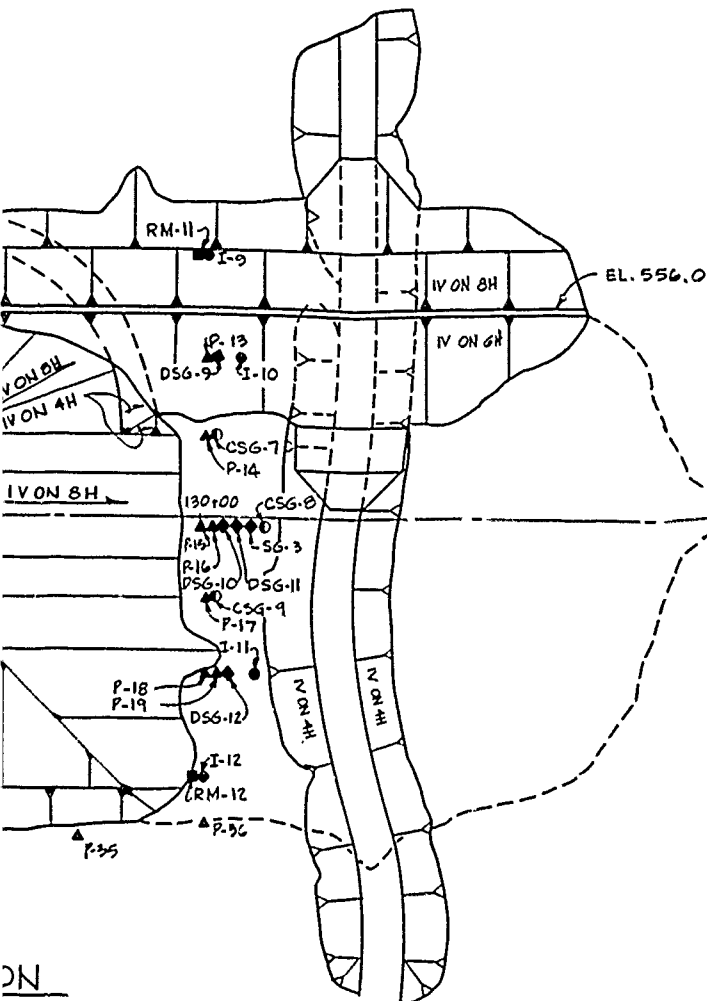 RM-11
I-9
EL. 556.0
IV ON 8H
IV ON 6H
P-13
DSG-9
I-10
V ON 8H
IV ON 4H
CSG-7
P-14
IV ON 8H
130+00
CSG-8
P-15
SG-3
P-16
DSG-10
DSG-11
CSG-9
P-17
I-11
P-18
P-19
DSG-12
IV ON 4H
IV ON 4H
I-12
RM-12
P-36
P-35
ON